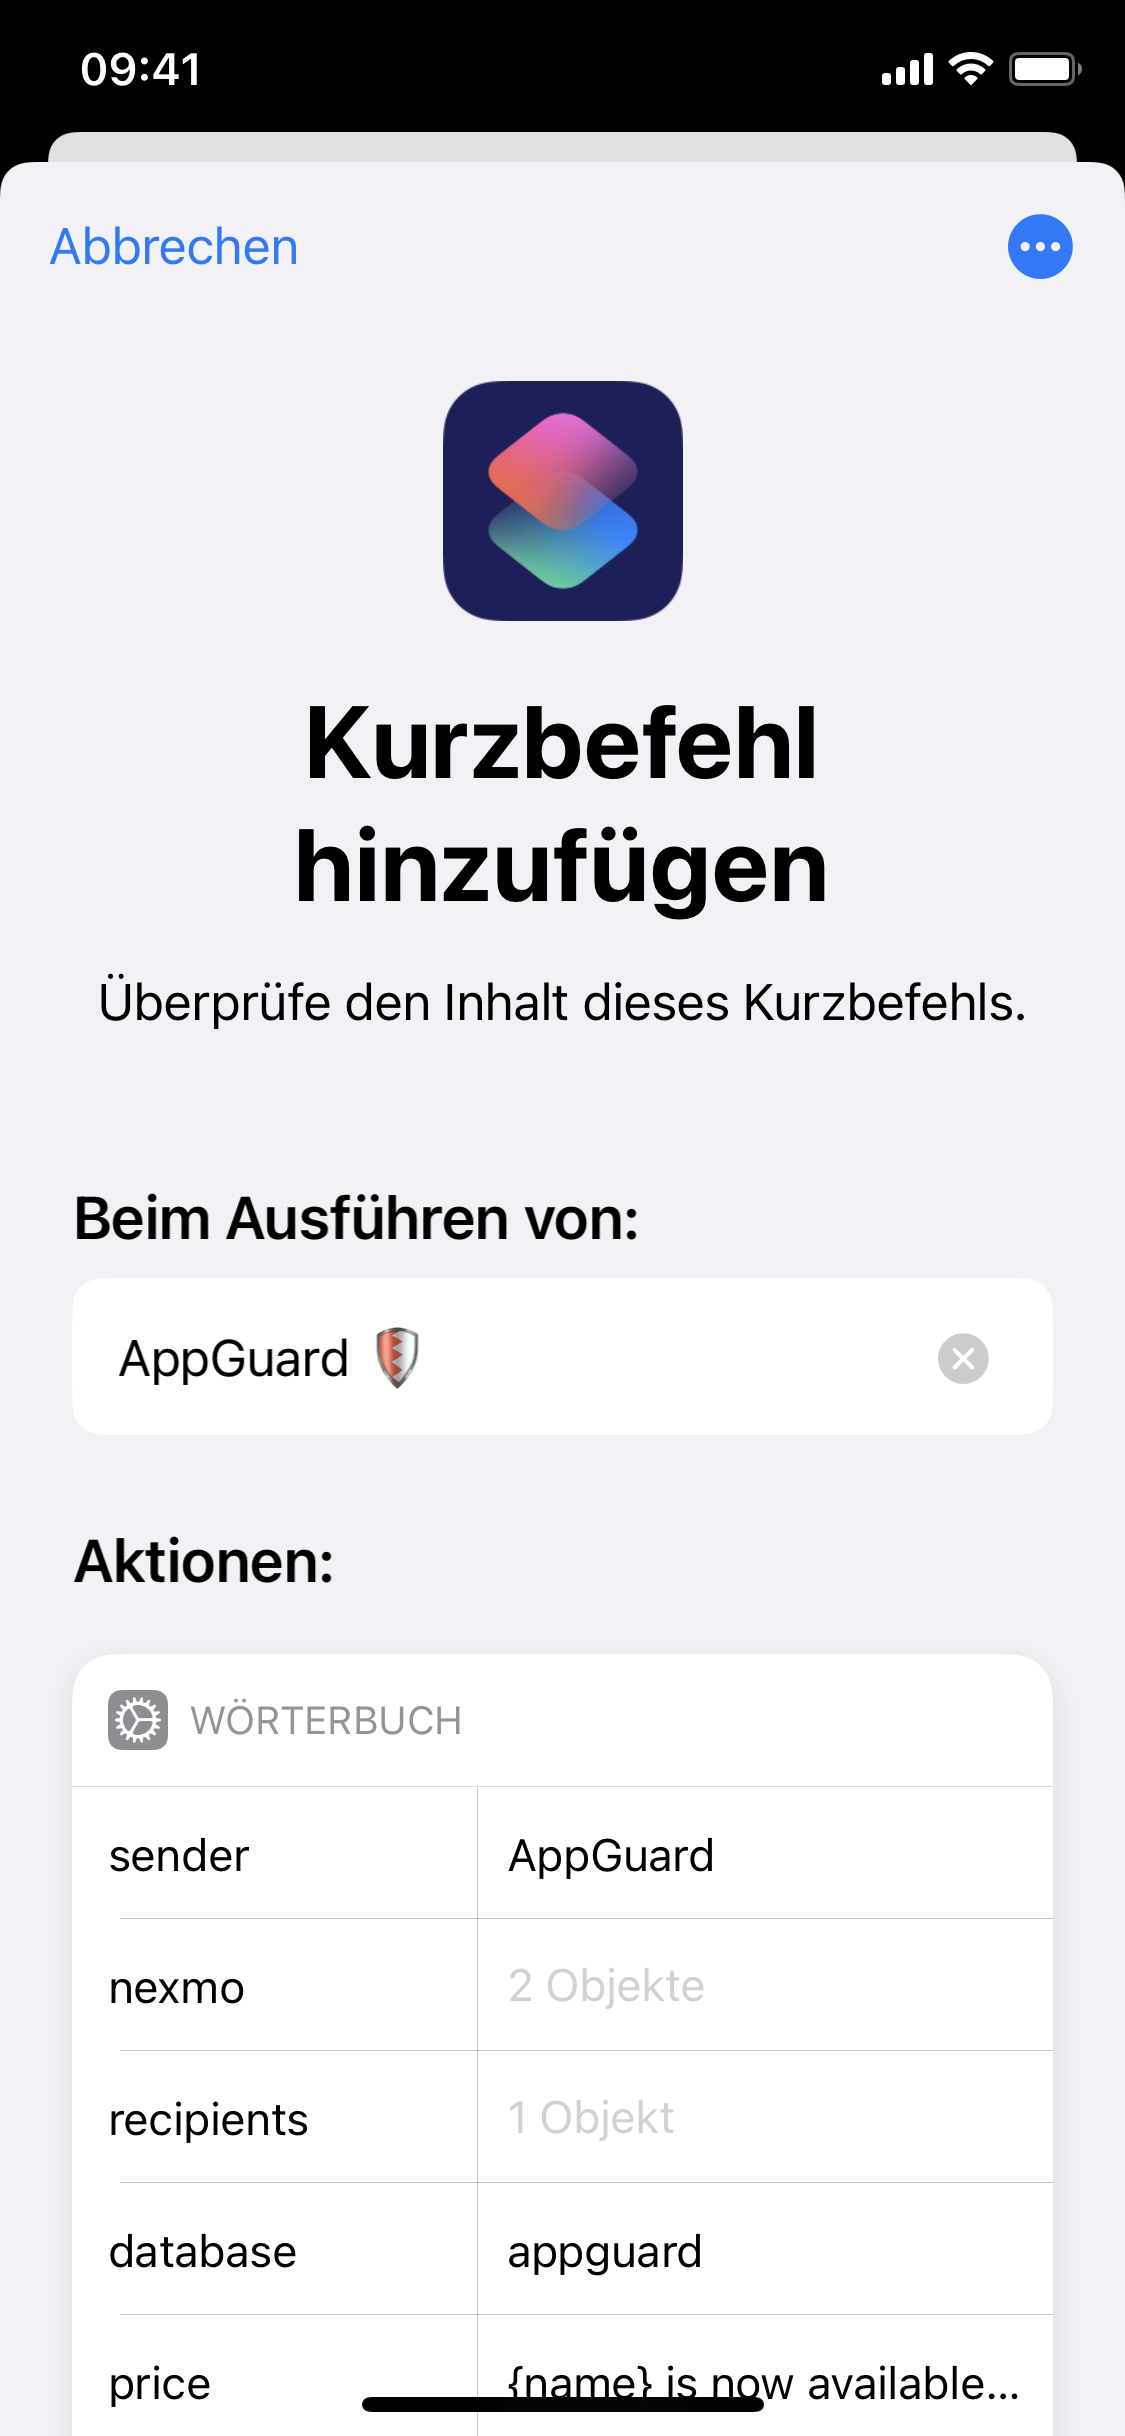 09:41
Abbrechen
Kurzbefehl
hinzufügen
Überprüfe den Inhalt dieses Kurzbefehls.
Beim Ausführen von:
AppGuard
Aktionen:
WÖRTERBUCH
sender AppGuard
nexmo 2 Objekte
recipients 1 Objekt
database appguard
price {name} is now available...